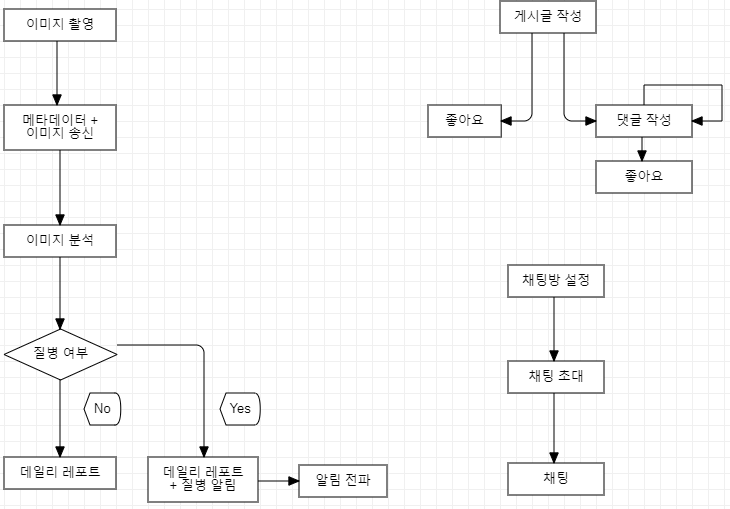 이미지 촬영
메타데이터 +
이미지 송신
이미지 분석
질병 여부
No
Yes
데일리 레포트
데일리 레포트
+ 질병 알림
알림 전파
게시글 작성
좋아요
댓글 작성
좋아요
채팅방 설정
채팅 초대
채팅